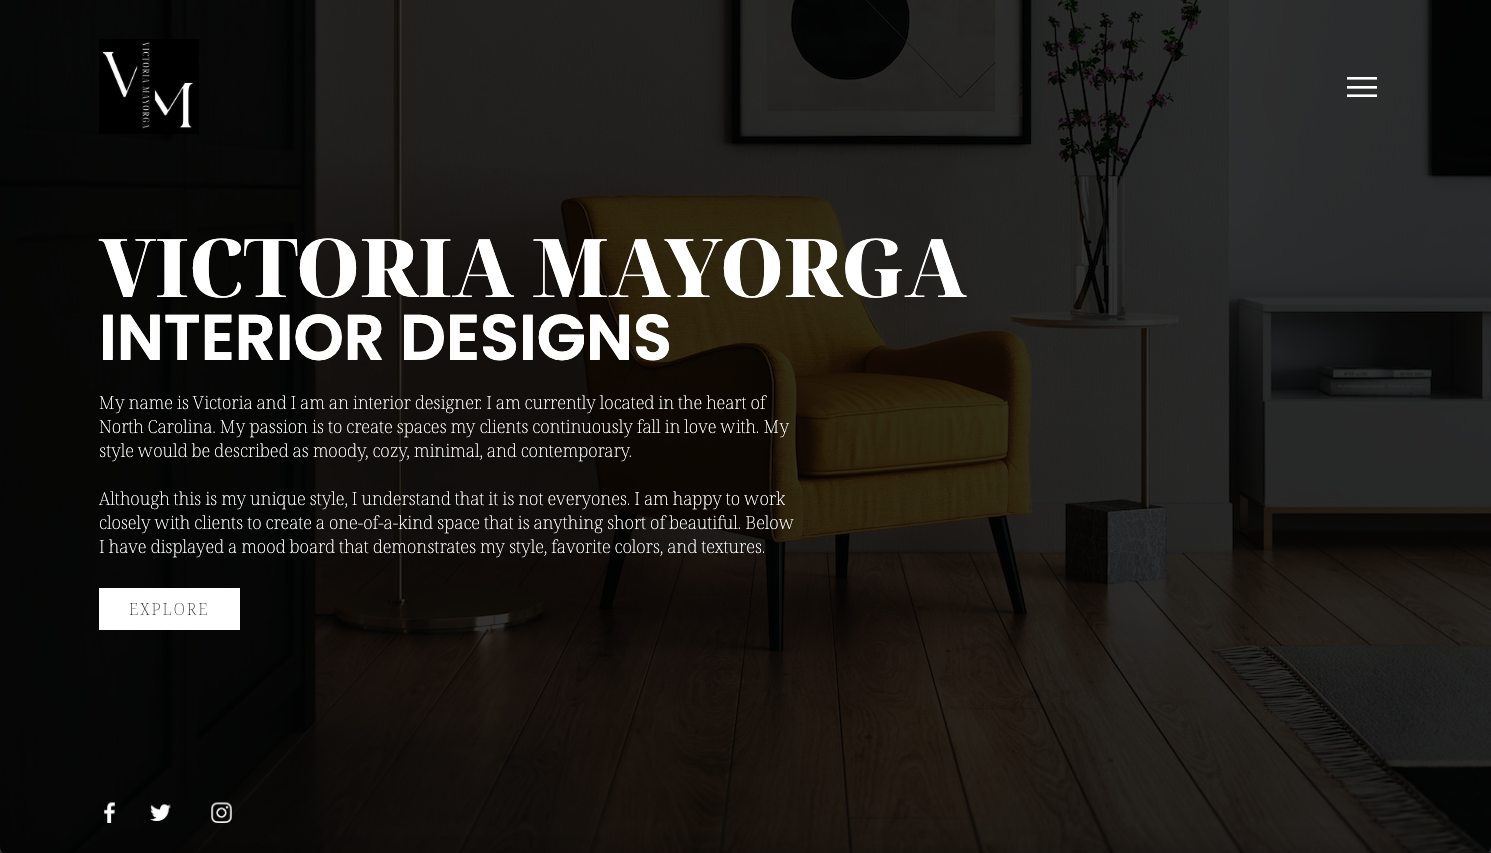 V
VICTORIA MAYORGA
M
VICTORIA MAYORGA
INTERIOR DESIGNS
My name is Victoria and I am an interior designer. I am currently located in the heart of
North Carolina. My passion is to create spaces my clients continuously fall in love with. My
style would be described as moody, cozy, minimal, and contemporary.
Although this is my unique style, I understand that it is not everyones. I am happy to work
closely with clients to create a one-of-a-kind space that is anything short of beautiful. Below
I have displayed a mood board that demonstrates my style, favorite colors, and textures.
EXPLORE